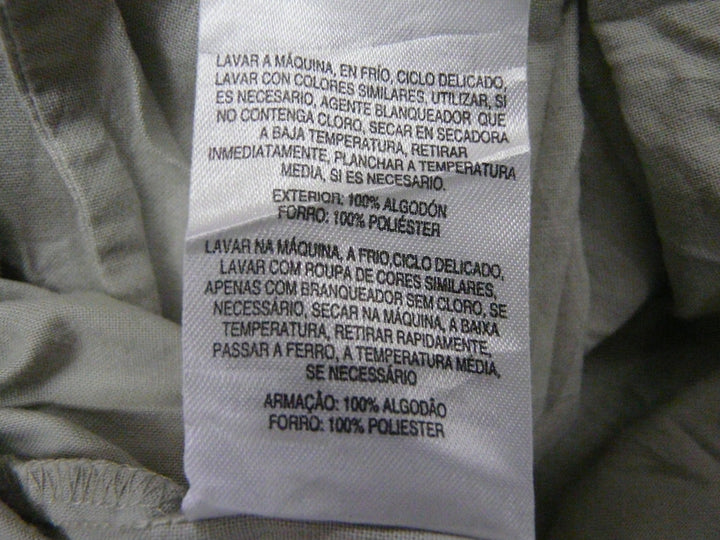 LAVAR A MÁQUINA, EN FRÍO, CICLO DELICADO,
LAVAR CON COLORES SIMILARES, UTILIZAR, SI
ES NECESARIO, AGENTE BLANQUEADOR QUE
NO CONTENGA CLORO, SECAR EN SECADORA
A BAJA TEMPERATURA, RETIRAR
INMEDIATAMENTE, PLANCHAR A TEMPERATURA
MEDIA, SI ES NECESARIO.
EXTERIOR: 100% ALGODÓN
FORRO: 100% POLIÉSTER
LAVAR NA MÁQUINA, A FRIO, CICLO DELICADO,
LAVAR COM ROUPA DE CORES SIMILARES,
APENAS COM BRANQUEADOR SEM CLORO, SE
NECESSÁRIO, SECAR NA MÁQUINA, A BAIXA
TEMPERATURA, RETIRAR RAPIDAMENTE,
PASSAR A FERRO, A TEMPERATURA MÉDIA,
SE NECESSÁRIO
ARMAÇÃO: 100% ALGODÃO
FORRO: 100% POLIESTER